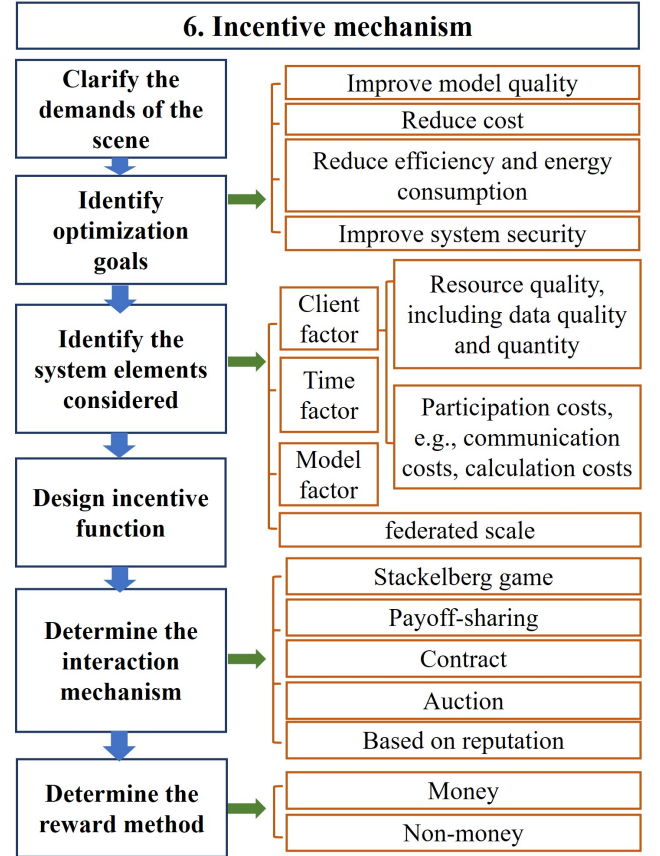 6. Incentive mechanism
Clarify the
demands of the
scene
Identify
optimization
goals
Improve model quality
Reduce cost
Reduce efficiency and energy
consumption
Improve system security
Identify the
system elements
considered
Client
factor
Resource quality,
including data quality
and quantity
Participation costs,
e.g., communication
costs, calculation costs
Time
factor
Model
factor
federated scale
Design incentive
function
Determine the
interaction
mechanism
Stackelberg game
Payoff-sharing
Contract
Auction
Based on reputation
Determine the
reward method
Money
Non-money